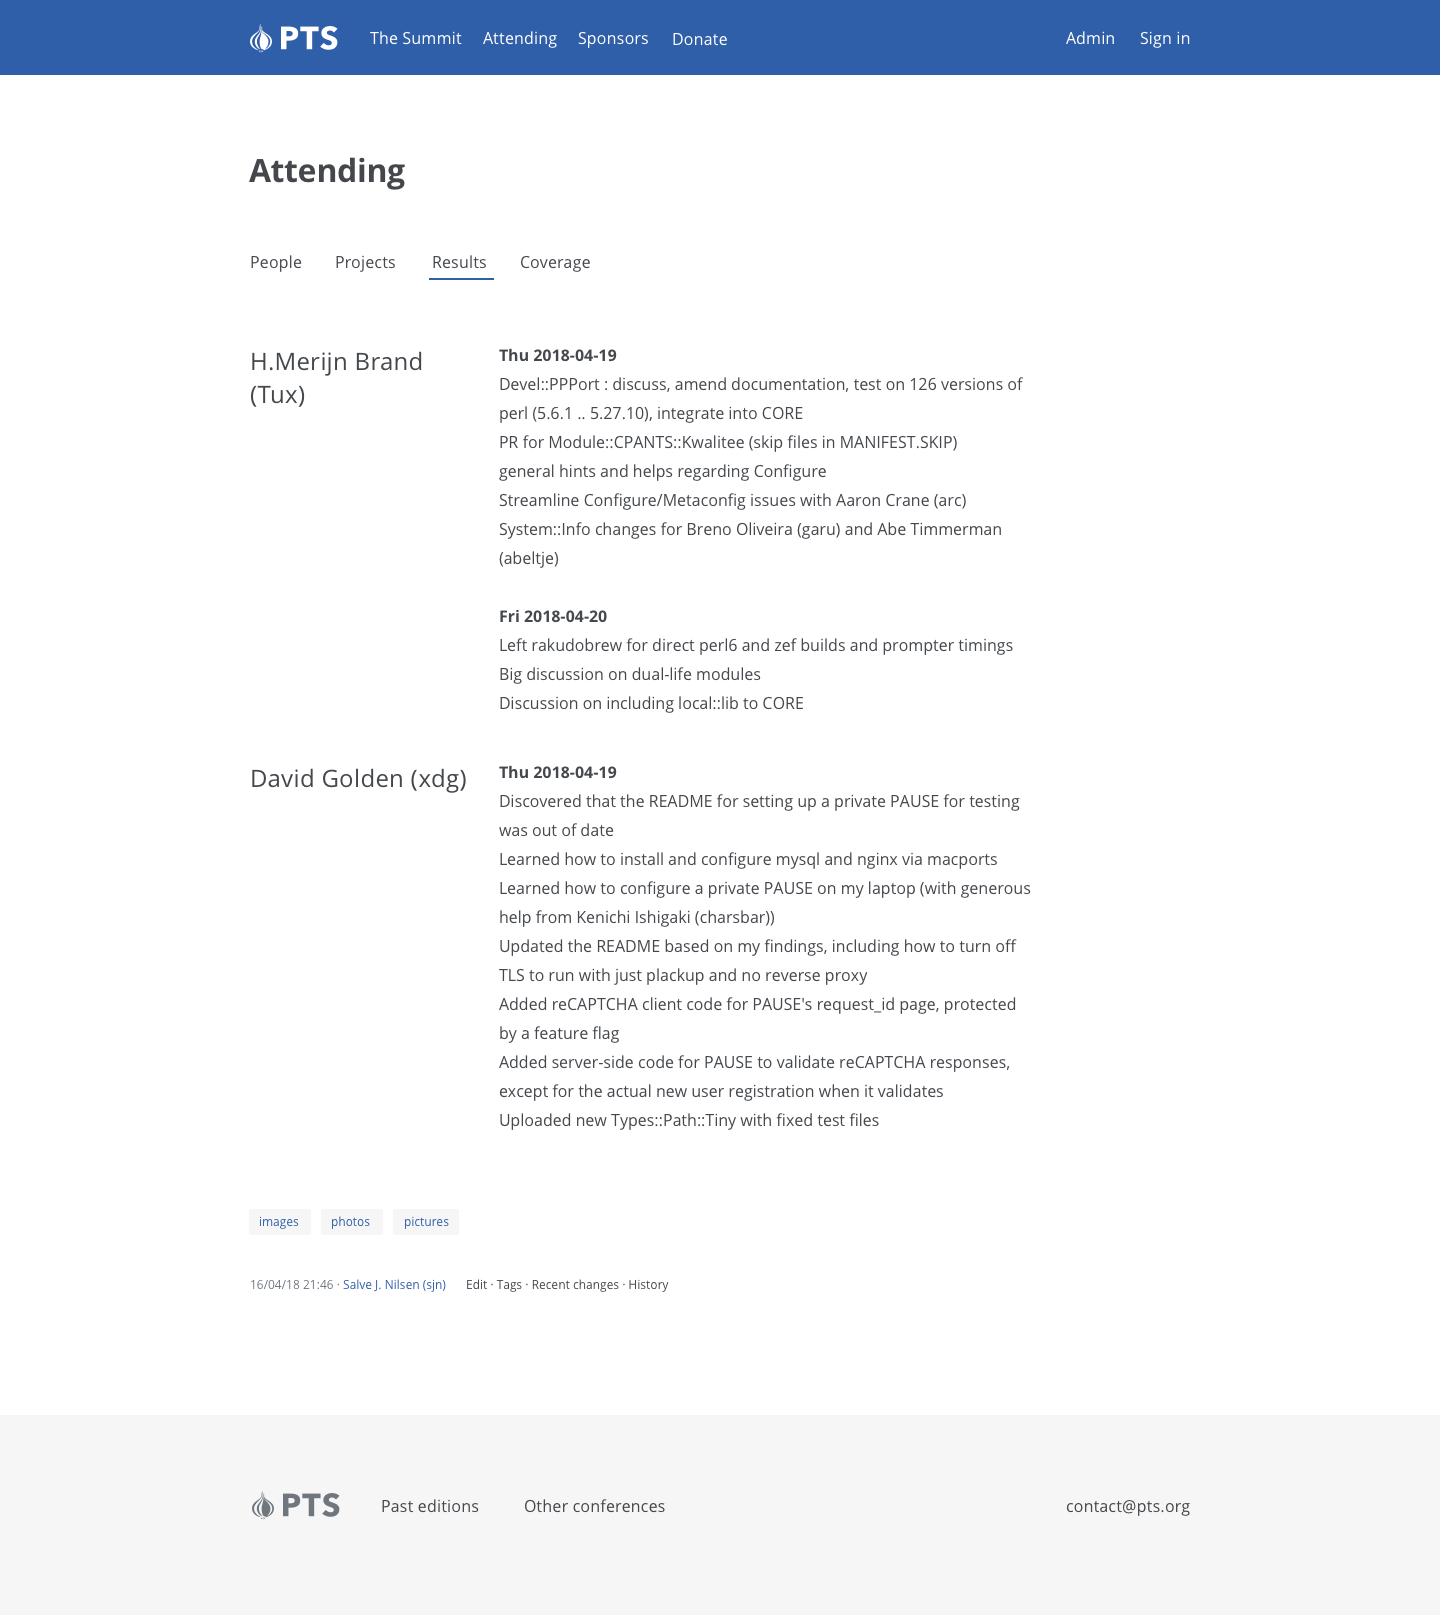 PTS The Summit Attending Sponsors Donate Admin Sign in
Attending
People Projects Results Coverage
H.Merijn Brand
(Tux)
Thu 2018-04-19
Devel::PPPort : discuss, amend documentation, test on 126 versions of
perl (5.6.1 .. 5.27.10), integrate into CORE
PR for Module::CPANTS::Kwalitee (skip files in MANIFEST.SKIP)
general hints and helps regarding Configure
Streamline Configure/Metaconfig issues with Aaron Crane (arc)
System::Info changes for Breno Oliveira (garu) and Abe Timmerman
(abeltje)
Fri 2018-04-20
Left rakudobrew for direct perl6 and zef builds and prompter timings
Big discussion on dual-life modules
Discussion on including local::lib to CORE
David Golden (xdg)
Thu 2018-04-19
Discovered that the README for setting up a private PAUSE for testing
was out of date
Learned how to install and configure mysql and nginx via macports
Learned how to configure a private PAUSE on my laptop (with generous
help from Kenichi Ishigaki (charsbar))
Updated the README based on my findings, including how to turn off
TLS to run with just plackup and no reverse proxy
Added reCAPTCHA client code for PAUSE's request_id page, protected
by a feature flag
Added server-side code for PAUSE to validate reCAPTCHA responses,
except for the actual new user registration when it validates
Uploaded new Types::Path::Tiny with fixed test files
images photos pictures
16/04/18 21:46 · Salve J. Nilsen (sjn) Edit · Tags · Recent changes · History
PTS Past editions Other conferences contact@pts.org